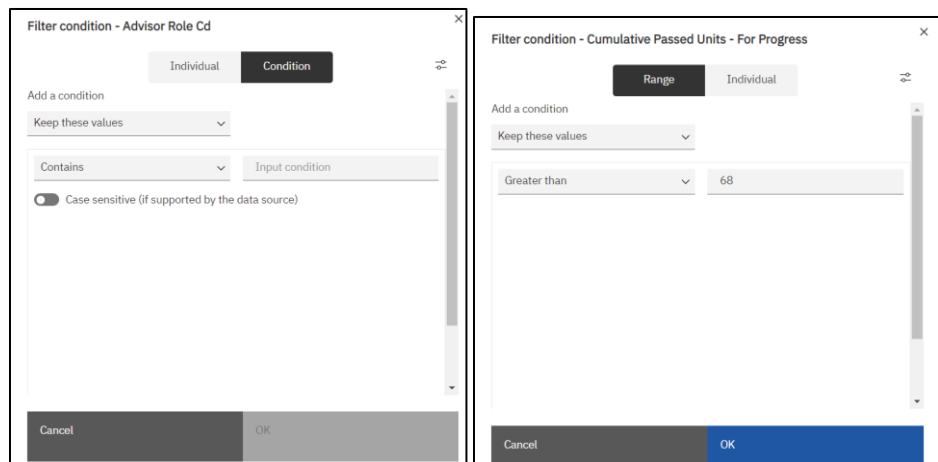 Filter condition - Advisor Role Cd
Individual Condition
Add a condition
Keep these values
Contains Input condition
Case sensitive (if supported by the data source)
Cancel OK
Filter condition - Cumulative Passed Units - For Progress
Range Individual
Add a condition
Keep these values
Greater than 68
Cancel OK